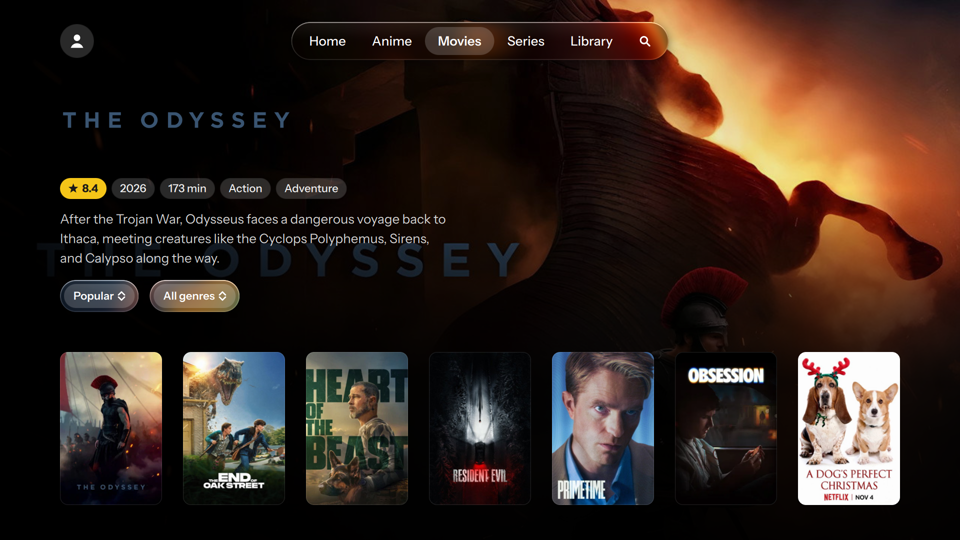 Home
Anime
Movies
Series
Library
THE ODYSSEY
8.4
2026
173 min
Action
Adventure
After the Trojan War, Odysseus faces a dangerous voyage back to
Ithaca, meeting creatures like the Cyclops Polyphemus, Sirens,
and Calypso along the way.
THE ODYSSEY
Popular
All genres
THE ODYSSEY
THE END OF
OAK STREET
HEART
OF
THE
BEAST
RESIDENT EVIL
PRIMETIME
OBSESSION
A DOG'S PERFECT
CHRISTMAS
NETFLIX | NOV 4